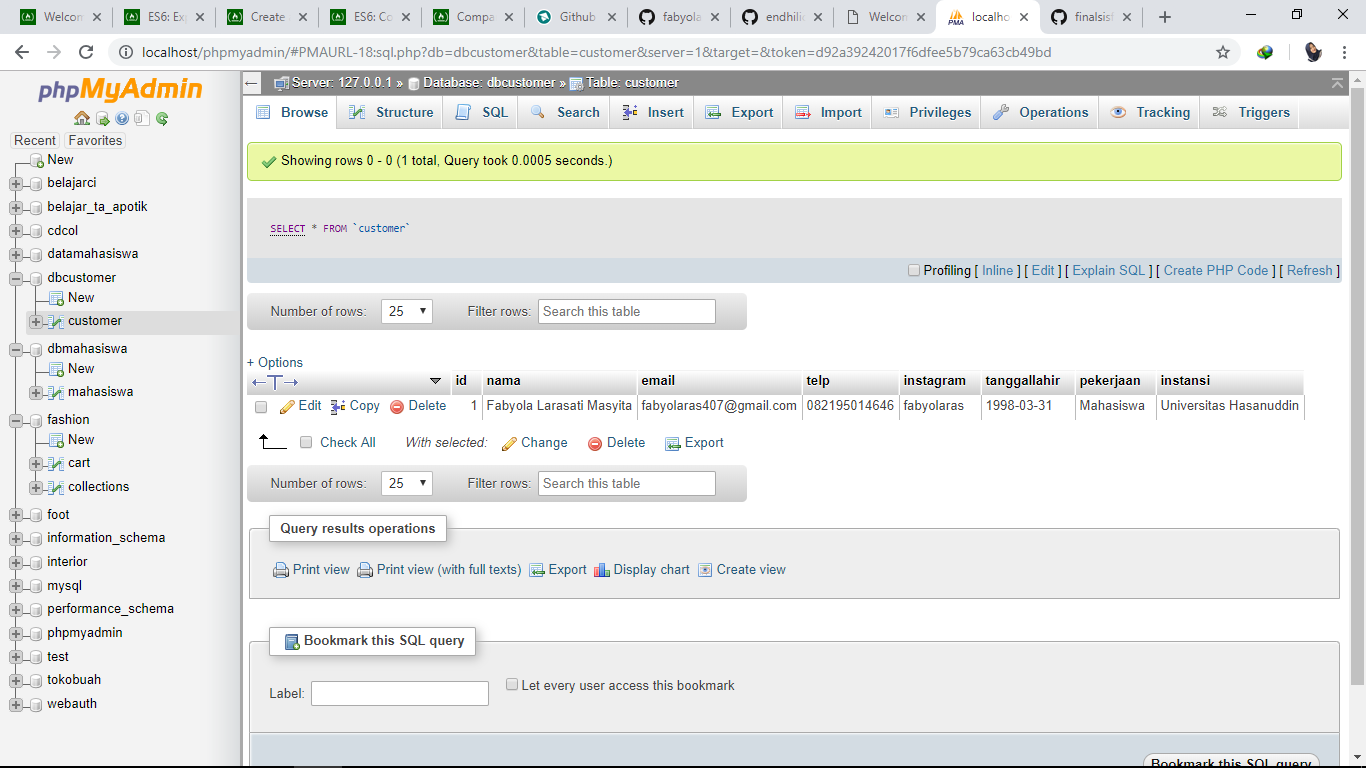 Welcom
ES6: Exp
Create
ES6: Co
Compa
Github
fabyola
endhilic
Welcom
localho
finalsisf
localhost/phpmyadmin/#PMAURL-18:sql.php?db=dbcustomer&table=customer&server=1&target=&token=d92a39242017f6dfee5b79ca63cb49bd
phpMyAdmin
Recent Favorites
New
belajarci
belajar_ta_apotik
cdcol
datamahasiswa
dbcustomer
New
customer
dbmahasiswa
New
mahasiswa
fashion
New
cart
collections
foot
information_schema
interior
mysql
performance_schema
phpmyadmin
test
tokobuah
webauth
Server: 127.0.0.1 » Database: dbcustomer » Table: customer
Browse Structure SQL Search Insert Export Import Privileges Operations Tracking Triggers
Showing rows 0 - 0 (1 total, Query took 0.0005 seconds.)
SELECT * FROM `customer`
Profiling [ Inline ] [ Edit ] [ Explain SQL ] [ Create PHP Code ] [ Refresh ]
Number of rows: 25 Filter rows: Search this table
+ Options
id nama email telp instagram tanggallahir pekerjaan instansi
Edit Copy Delete 1 Fabyola Larasati Masyita fabyolaras407@gmail.com 082195014646 fabyolaras 1998-03-31 Mahasiswa Universitas Hasanuddin
Check All With selected: Change Delete Export
Number of rows: 25 Filter rows: Search this table
Query results operations
Print view Print view (with full texts) Export Display chart Create view
Bookmark this SQL query
Label: Let every user access this bookmark
Bookmark this SQL query